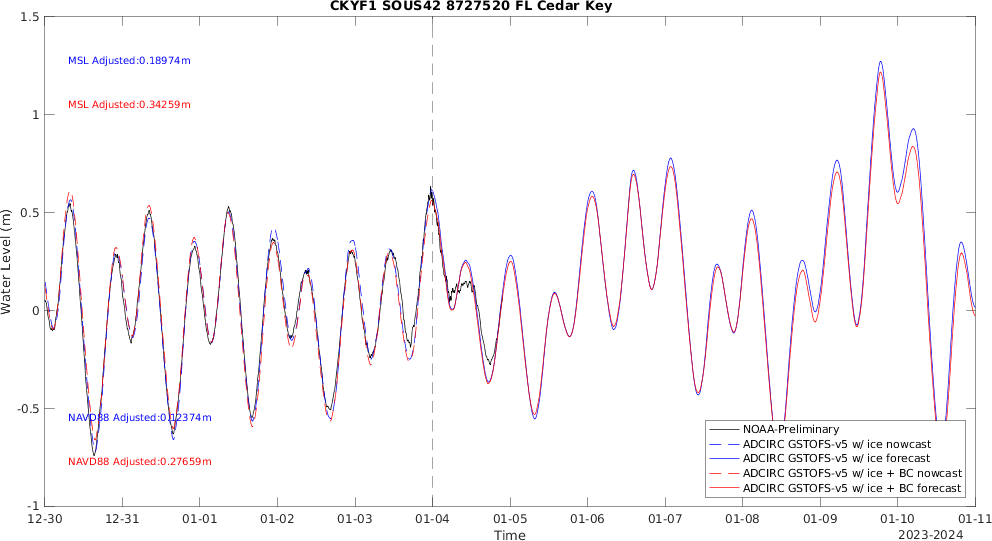 CKYF1 SOUS42 8727520 FL Cedar Key
1.5
MSL Adjusted:0.18974m
MSL Adjusted:0.34259m
1
0.5
Water Level (m)
0
-0.5
NAVD88 Adjusted:0.12374m
NAVD88 Adjusted:0.27659m
-1
NOAA-Preliminary
ADCIRC GSTOFS-v5 w/ ice nowcast
ADCIRC GSTOFS-v5 w/ ice forecast
ADCIRC GSTOFS-v5 w/ ice + BC nowcast
ADCIRC GSTOFS-v5 w/ ice + BC forecast
12-30 12-31 01-01 01-02 01-03 01-04 01-05 01-06 01-07 01-08 01-09 01-10 01-11
Time
2023-2024